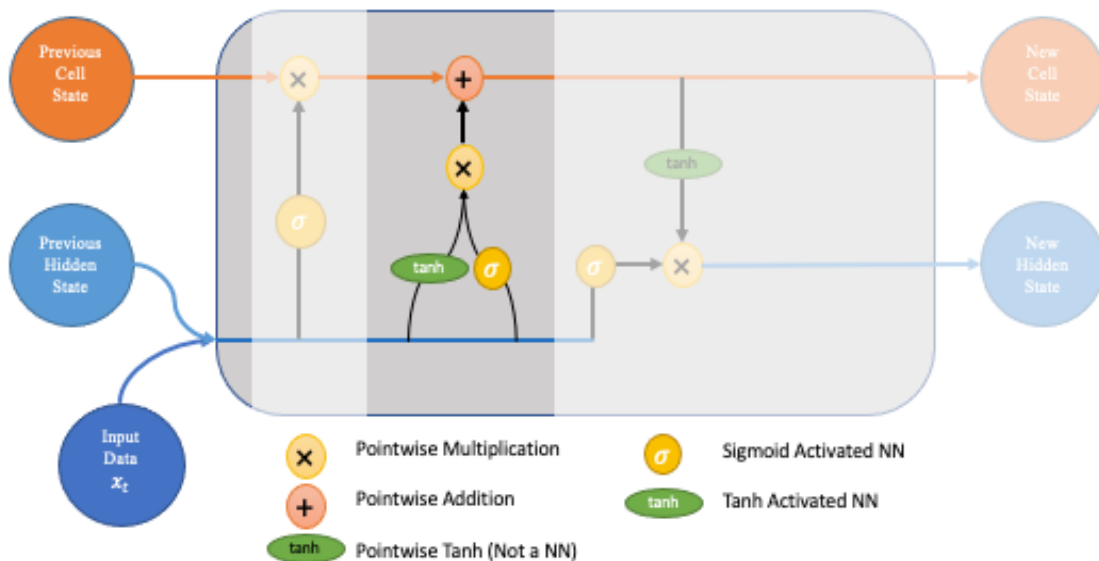 Previous
Cell
State
×
+
New
Cell
State
×
tanh
σ
Previous
Hidden
State
tanh
σ
σ
×
New
Hidden
State
Input
Data
x_t
×
Pointwise Multiplication
σ
Sigmoid Activated NN
+
Pointwise Addition
tanh
Tanh Activated NN
tanh
Pointwise Tanh (Not a NN)